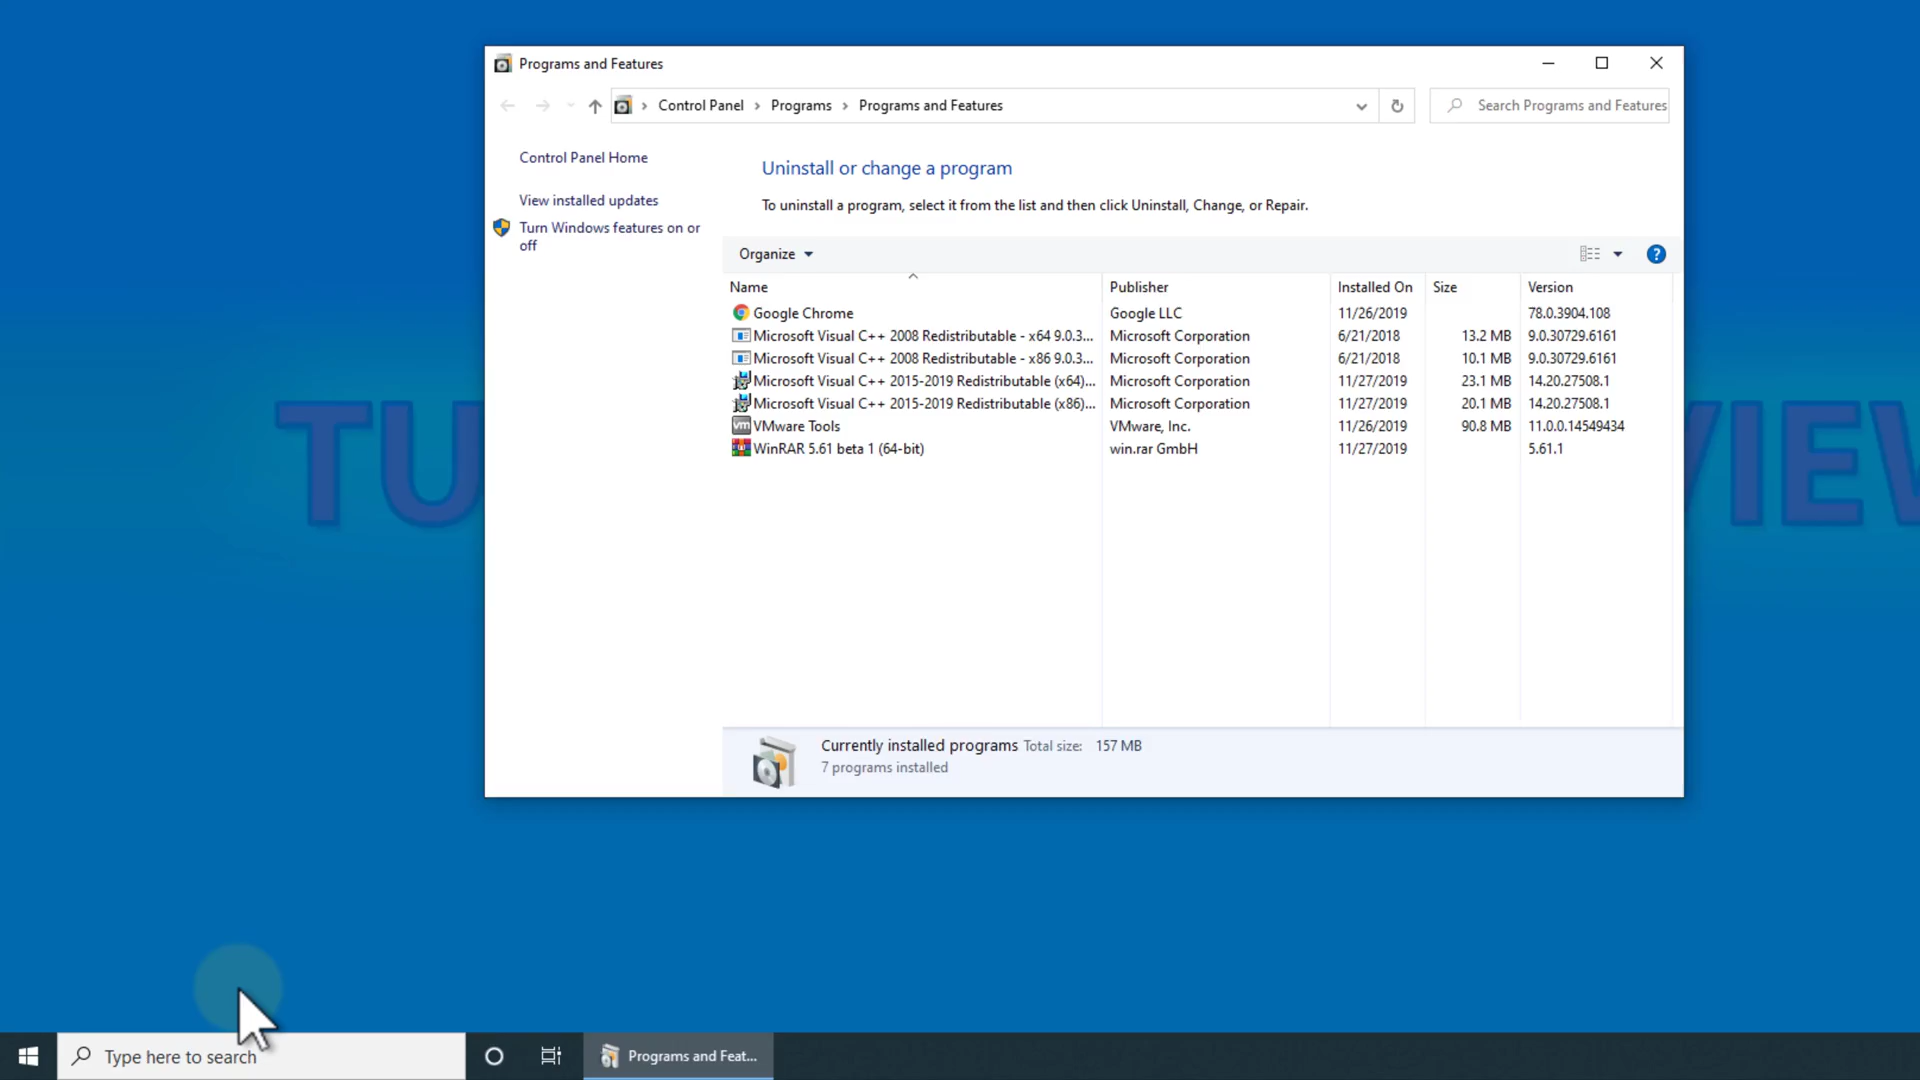 Programs and Features
Control Panel > Programs > Programs and Features
Search Programs and Features
Control Panel Home
View installed updates
Turn Windows features on or
off
Uninstall or change a program
To uninstall a program, select it from the list and then click Uninstall, Change, or Repair.
Organize
?
Name Publisher Installed On Size Version
Google Chrome Google LLC 11/26/2019 78.0.3904.108
Microsoft Visual C++ 2008 Redistributable - x64 9.0.3... Microsoft Corporation 6/21/2018 13.2 MB 9.0.30729.6161
Microsoft Visual C++ 2008 Redistributable - x86 9.0.3... Microsoft Corporation 6/21/2018 10.1 MB 9.0.30729.6161
Microsoft Visual C++ 2015-2019 Redistributable (x64)... Microsoft Corporation 11/27/2019 23.1 MB 14.20.27508.1
Microsoft Visual C++ 2015-2019 Redistributable (x86)... Microsoft Corporation 11/27/2019 20.1 MB 14.20.27508.1
vm VMware Tools VMware, Inc. 11/26/2019 90.8 MB 11.0.0.14549434
WinRAR 5.61 beta 1 (64-bit) win.rar GmbH 11/27/2019 5.61.1
TU VIEW
Currently installed programs Total size: 157 MB
7 programs installed
Type here to search
Programs and Feat...